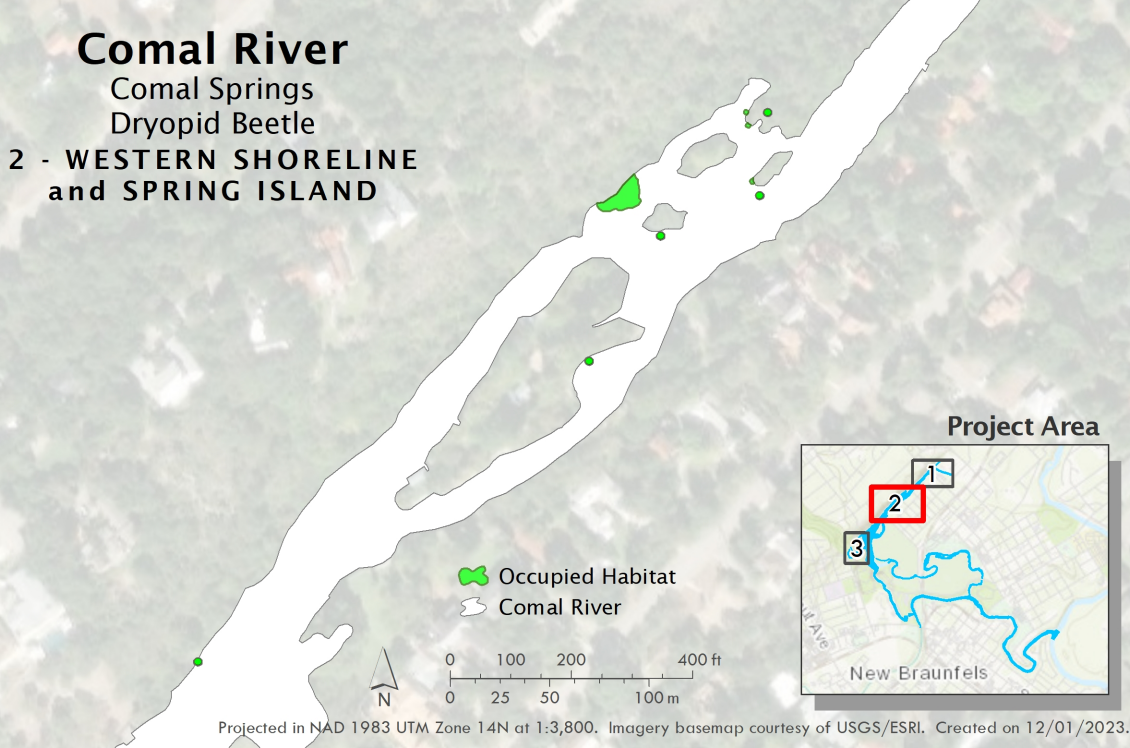 Comal River
Comal Springs
Dryopid Beetle
2 - WESTERN SHORELINE
and SPRING ISLAND
Project Area
1
2
3
ut Ave
New Braunfels
Occupied Habitat
Comal River
0 100 200 400 ft
0 25 50 100 m
N
Projected in NAD 1983 UTM Zone 14N at 1:3,800. Imagery basemap courtesy of USGS/ESRI. Created on 12/01/2023.